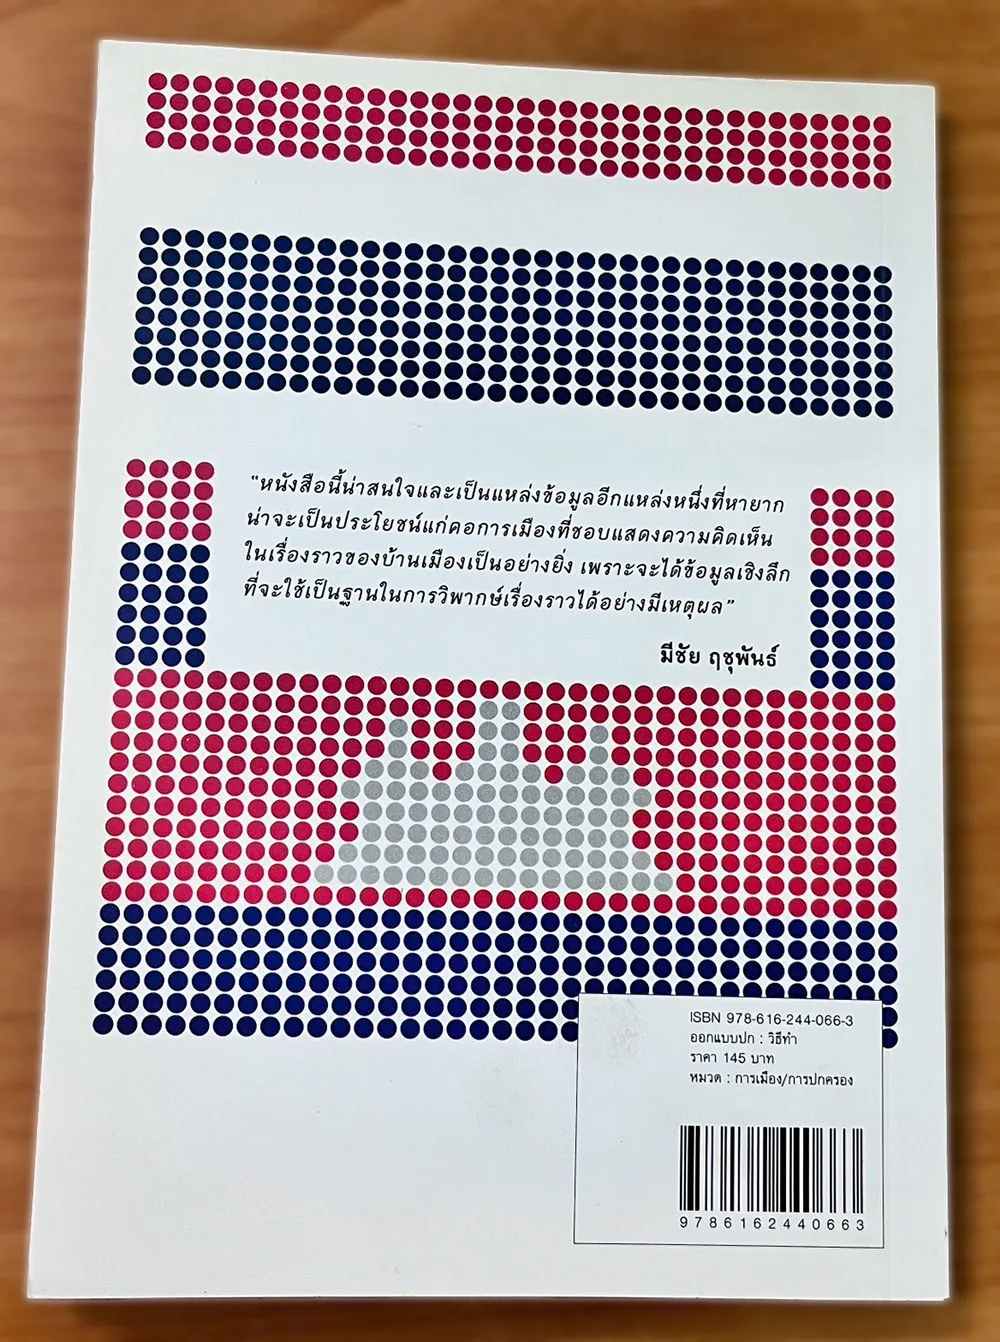 "หนังสือนี้น่าสนใจและเป็นแหล่งข้อมูลอีกแหล่งหนึ่งที่หายาก
น่าจะเป็นประโยชน์แก่คอการเมืองที่ชอบแสดงความคิดเห็น
ในเรื่องราวของบ้านเมืองเป็นอย่างยิ่ง เพราะจะได้ข้อมูลเชิงลึก
ที่จะใช้เป็นฐานในการวิพากษ์เรื่องราวได้อย่างมีเหตุผล"
มีชัย ฤชุพันธ์
ISBN 978-616-244-066-3
ออกแบบปก : วิธีทำ
ราคา 145 บาท
หมวด : การเมือง/การปกครอง
9786162440663